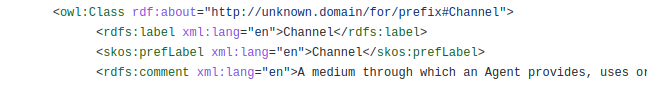 <owl:Class rdf:about="http://unknown.domain/for/prefix#Channel">
<rdfs:label xml:lang="en">Channel</rdfs:label>
<skos:prefLabel xml:lang="en">Channel</skos:prefLabel>
<rdfs:comment xml:lang="en">A medium through which an Agent provides, uses or